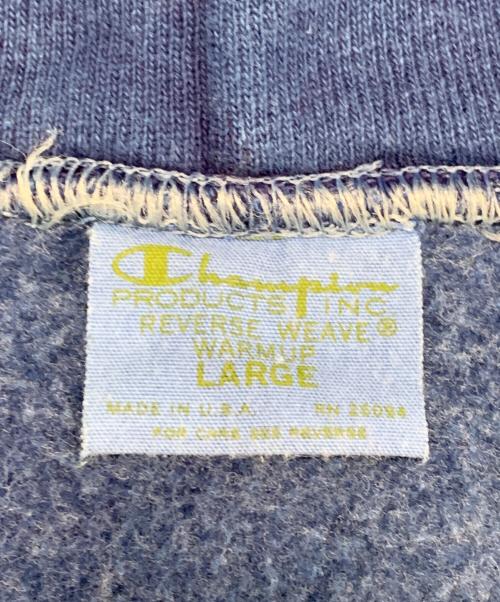 Champion
PRODUCTS INC
REVERSE WEAVE®
WARMUP
LARGE
MADE IN U.S.A. RN 26094
FOR CARE SEE REVERSE